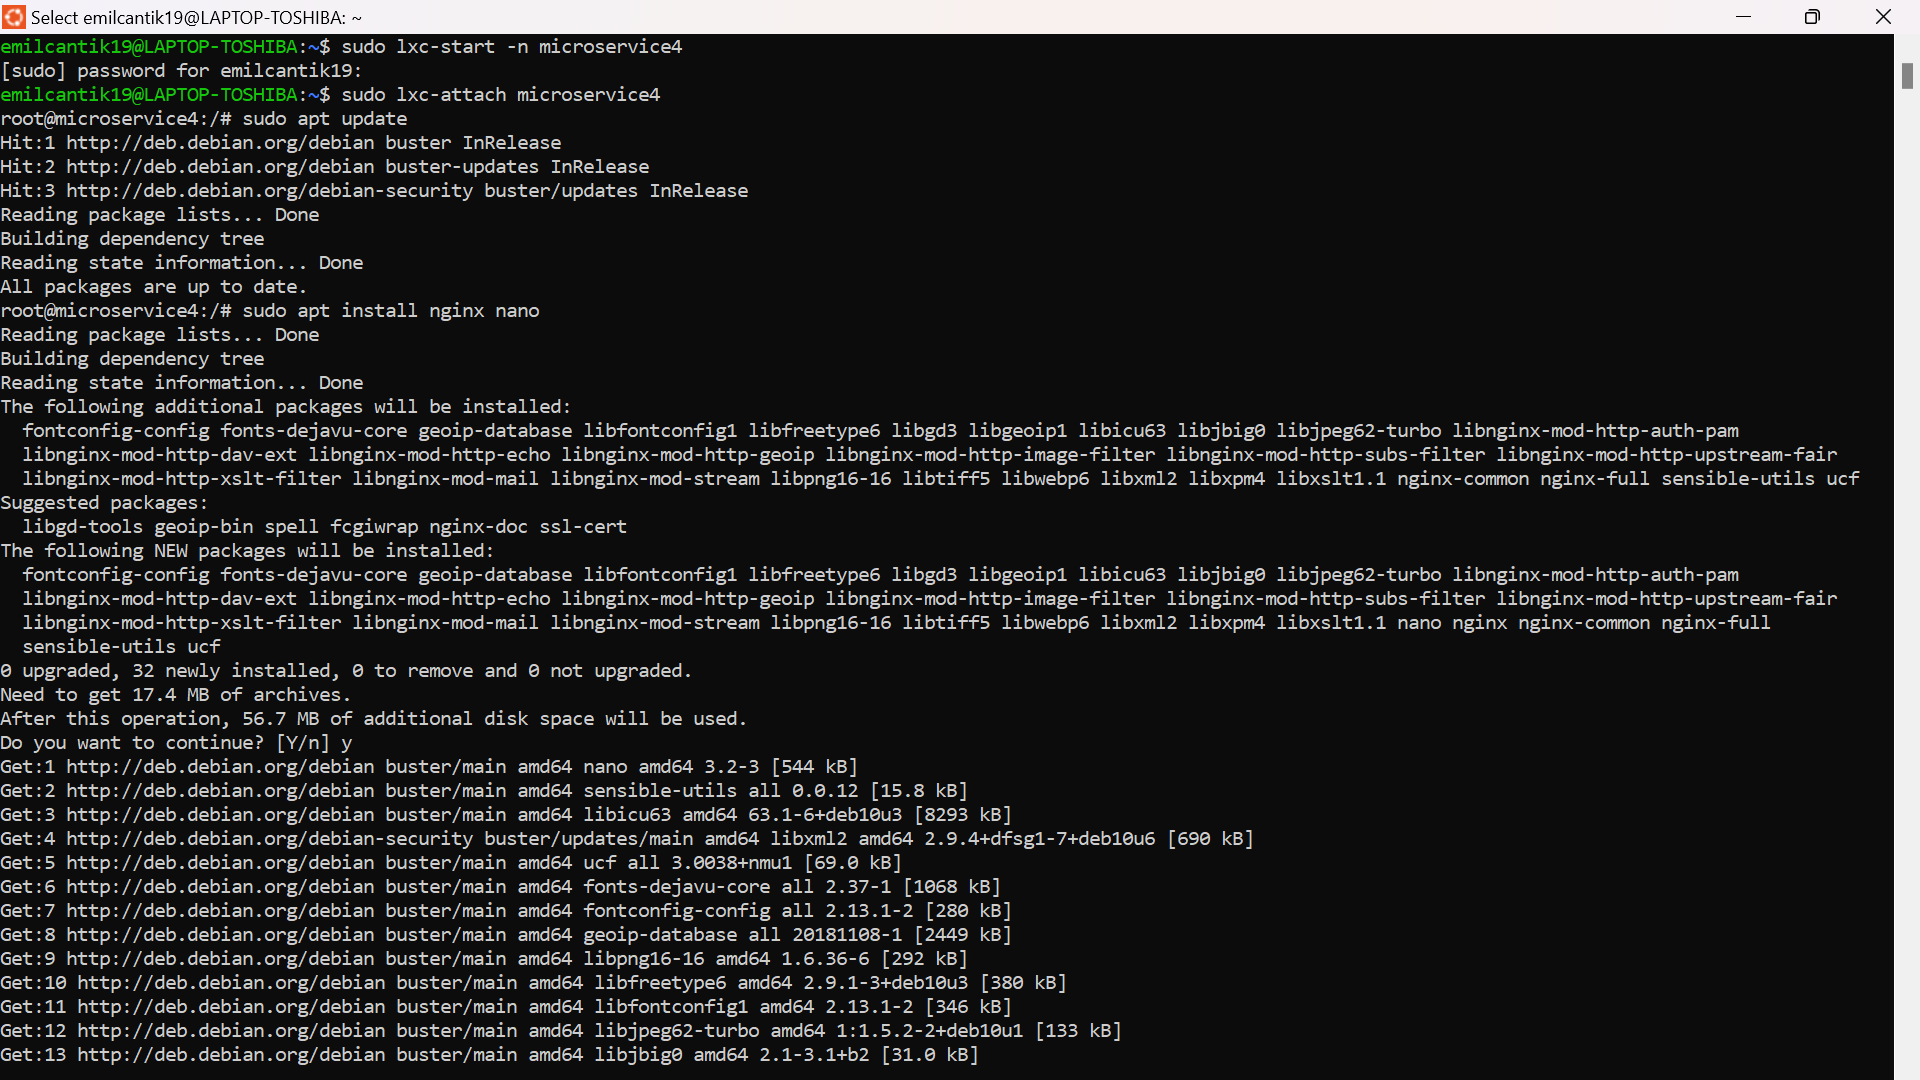 Select emilcantik19@LAPTOP-TOSHIBA: ~
emilcantik19@LAPTOP-TOSHIBA:~$ sudo lxc-start -n microservice4
[sudo] password for emilcantik19:
emilcantik19@LAPTOP-TOSHIBA:~$ sudo lxc-attach microservice4
root@microservice4:/# sudo apt update
Hit:1 http://deb.debian.org/debian buster InRelease
Hit:2 http://deb.debian.org/debian buster-updates InRelease
Hit:3 http://deb.debian.org/debian-security buster/updates InRelease
Reading package lists... Done
Building dependency tree
Reading state information... Done
All packages are up to date.
root@microservice4:/# sudo apt install nginx nano
Reading package lists... Done
Building dependency tree
Reading state information... Done
The following additional packages will be installed:
  fontconfig-config fonts-dejavu-core geoip-database libfontconfig1 libfreetype6 libgd3 libgeoip1 libicu63 libjbig0 libjpeg62-turbo libnginx-mod-http-auth-pam
  libnginx-mod-http-dav-ext libnginx-mod-http-echo libnginx-mod-http-geoip libnginx-mod-http-image-filter libnginx-mod-http-subs-filter libnginx-mod-http-upstream-fair
  libnginx-mod-http-xslt-filter libnginx-mod-mail libnginx-mod-stream libpng16-16 libtiff5 libwebp6 libxml2 libxpm4 libxslt1.1 nginx-common nginx-full sensible-utils ucf
Suggested packages:
  libgd-tools geoip-bin spell fcgiwrap nginx-doc ssl-cert
The following NEW packages will be installed:
  fontconfig-config fonts-dejavu-core geoip-database libfontconfig1 libfreetype6 libgd3 libgeoip1 libicu63 libjbig0 libjpeg62-turbo libnginx-mod-http-auth-pam
  libnginx-mod-http-dav-ext libnginx-mod-http-echo libnginx-mod-http-geoip libnginx-mod-http-image-filter libnginx-mod-http-subs-filter libnginx-mod-http-upstream-fair
  libnginx-mod-http-xslt-filter libnginx-mod-mail libnginx-mod-stream libpng16-16 libtiff5 libwebp6 libxml2 libxpm4 libxslt1.1 nano nginx nginx-common nginx-full
  sensible-utils ucf
0 upgraded, 32 newly installed, 0 to remove and 0 not upgraded.
Need to get 17.4 MB of archives.
After this operation, 56.7 MB of additional disk space will be used.
Do you want to continue? [Y/n] y
Get:1 http://deb.debian.org/debian buster/main amd64 nano amd64 3.2-3 [544 kB]
Get:2 http://deb.debian.org/debian buster/main amd64 sensible-utils all 0.0.12 [15.8 kB]
Get:3 http://deb.debian.org/debian buster/main amd64 libicu63 amd64 63.1-6+deb10u3 [8293 kB]
Get:4 http://deb.debian.org/debian-security buster/updates/main amd64 libxml2 amd64 2.9.4+dfsg1-7+deb10u6 [690 kB]
Get:5 http://deb.debian.org/debian buster/main amd64 ucf all 3.0038+nmu1 [69.0 kB]
Get:6 http://deb.debian.org/debian buster/main amd64 fonts-dejavu-core all 2.37-1 [1068 kB]
Get:7 http://deb.debian.org/debian buster/main amd64 fontconfig-config all 2.13.1-2 [280 kB]
Get:8 http://deb.debian.org/debian buster/main amd64 geoip-database all 20181108-1 [2449 kB]
Get:9 http://deb.debian.org/debian buster/main amd64 libpng16-16 amd64 1.6.36-6 [292 kB]
Get:10 http://deb.debian.org/debian buster/main amd64 libfreetype6 amd64 2.9.1-3+deb10u3 [380 kB]
Get:11 http://deb.debian.org/debian buster/main amd64 libfontconfig1 amd64 2.13.1-2 [346 kB]
Get:12 http://deb.debian.org/debian buster/main amd64 libjpeg62-turbo amd64 1:1.5.2-2+deb10u1 [133 kB]
Get:13 http://deb.debian.org/debian buster/main amd64 libjbig0 amd64 2.1-3.1+b2 [31.0 kB]